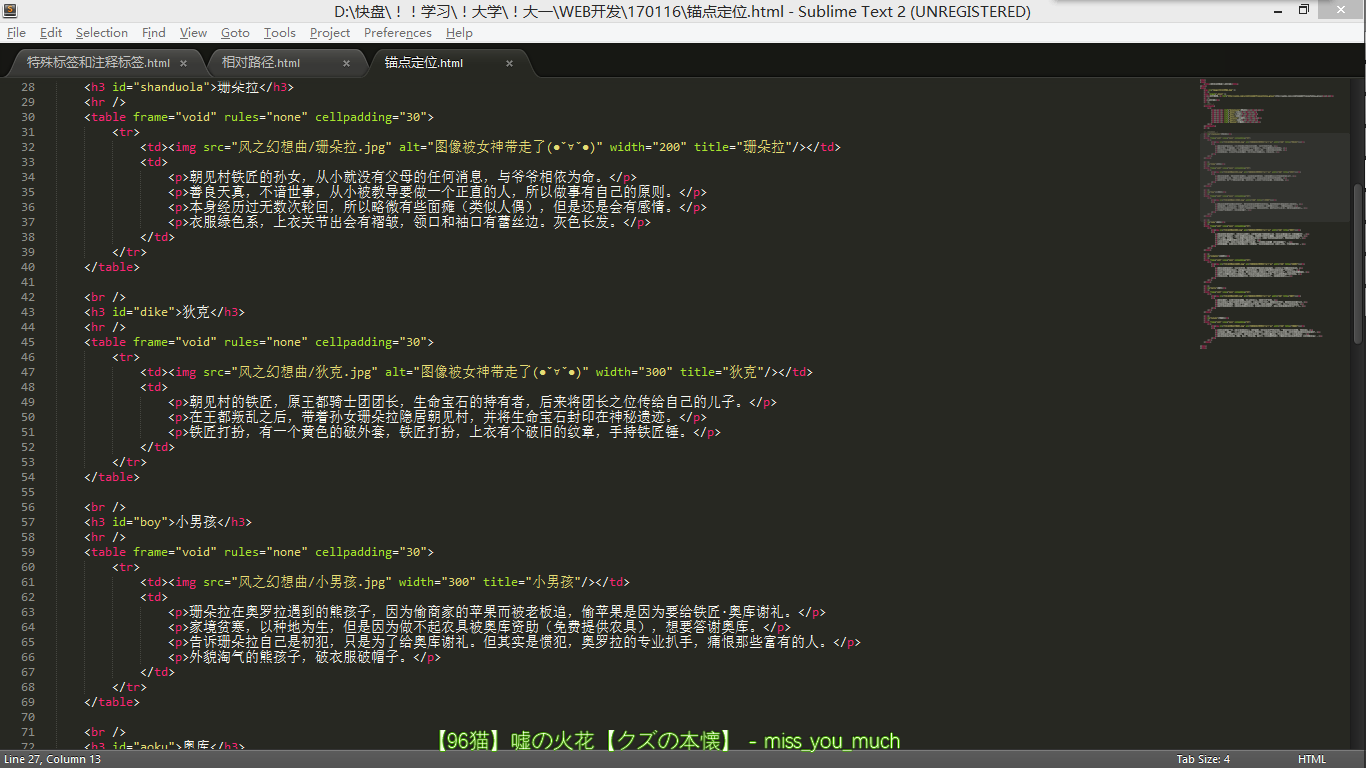 D:\快盘\！！学习\！大学\！大一\WEB开发\170116\锚点定位.html - Sublime Text 2 (UNREGISTERED)
File Edit Selection Find View Goto Tools Project Preferences Help
特殊标签和注释标签.html × 相对路径.html × 锚点定位.html ×
28 <h3 id="shanduola">珊朵拉</h3>
29 <hr />
30 <table frame="void" rules="none" cellpadding="30">
31 <tr>
32 <td><img src="风之幻想曲/珊朵拉.jpg" alt="图像被女神带走了(●ˇ∀ˇ●)" width="200" title="珊朵拉"/></td>
33 <td>
34 <p>朝见村铁匠的孙女，从小就没有父母的任何消息，与爷爷相依为命。</p>
35 <p>善良天真，不谙世事，从小被教导要做一个正直的人，所以做事有自己的原则。</p>
36 <p>本身经历过无数次轮回，所以略微有些面瘫（类似人偶），但是还是会有感情。</p>
37 <p>衣服绿色系，上衣关节出会有褶皱，领口和袖口有蕾丝边。灰色长发。</p>
38 </td>
39 </tr>
40 </table>
41
42 <br />
43 <h3 id="dike">狄克</h3>
44 <hr />
45 <table frame="void" rules="none" cellpadding="30">
46 <tr>
47 <td><img src="风之幻想曲/狄克.jpg" alt="图像被女神带走了(●ˇ∀ˇ●)" width="300" title="狄克"/></td>
48 <td>
49 <p>朝见村的铁匠，原王都骑士团团长，生命宝石的持有者，后来将团长之位传给自己的儿子。</p>
50 <p>在王都叛乱之后，带着孙女珊朵拉隐居朝见村，并将生命宝石封印在神秘遗迹。</p>
51 <p>铁匠打扮，有一个黄色的破外套，铁匠打扮，上衣有个破旧的纹章，手持铁匠锤。</p>
52 </td>
53 </tr>
54 </table>
55
56 <br />
57 <h3 id="boy">小男孩</h3>
58 <hr />
59 <table frame="void" rules="none" cellpadding="30">
60 <tr>
61 <td><img src="风之幻想曲/小男孩.jpg" width="300" title="小男孩"/></td>
62 <td>
63 <p>珊朵拉在奥罗拉遇到的熊孩子，因为偷商家的苹果而被老板追，偷苹果是因为要给铁匠·奥库谢礼。</p>
64 <p>家境贫寒，以种地为生，但是因为做不起农具被奥库资助（免费提供农具），想要答谢奥库。</p>
65 <p>告诉珊朵拉自己是初犯，只是为了给奥库谢礼。但其实是惯犯，奥罗拉的专业扒手，痛恨那些富有的人。</p>
66 <p>外貌淘气的熊孩子，破衣服破帽子。</p>
67 </td>
68 </tr>
69 </table>
70
71 <br />
72 <h3 id="aoku">奥库</h3>
【96猫】嘘の火花【クズの本懐】 - miss_you_much
Line 27, Column 13 Tab Size: 4 HTML